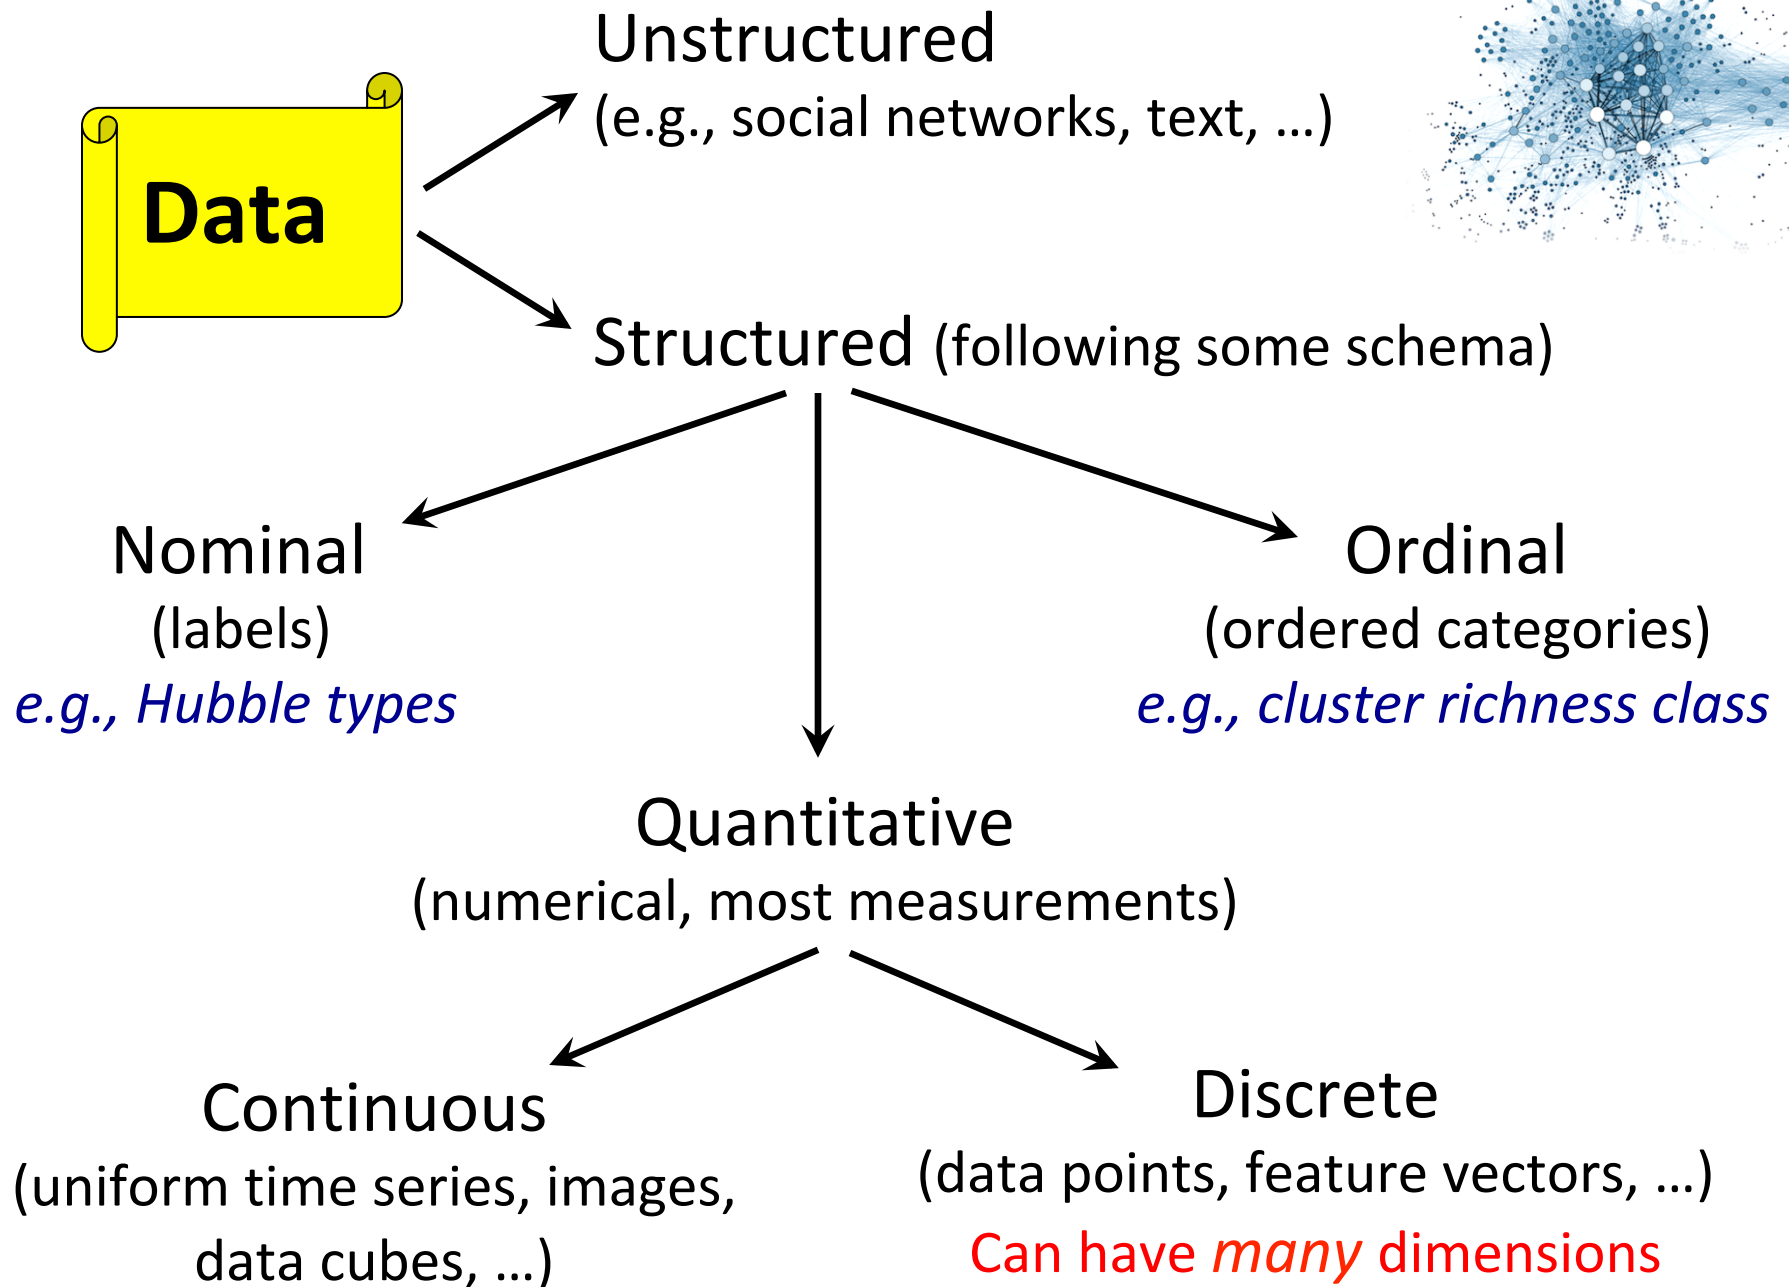 Unstructured
(e.g., social networks, text, …)
Data
Structured (following some schema)
Nominal
(labels)
e.g., Hubble types
Ordinal
(ordered categories)
e.g., cluster richness class
Quantitative
(numerical, most measurements)
Continuous
(uniform time series, images,
data cubes, …)
Discrete
(data points, feature vectors, …)
Can have many dimensions